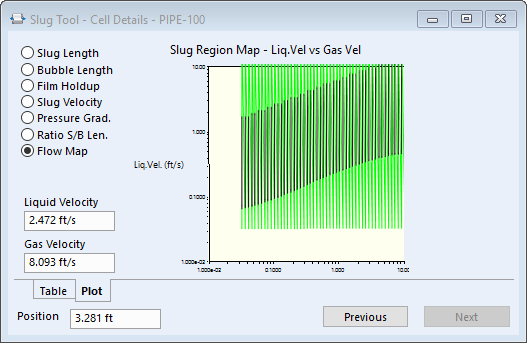 Slug Tool - Cell Details - PIPE-100
Slug Length
Bubble Length
Film Holdup
Slug Velocity
Pressure Grad.
Ratio S/B Len.
Flow Map
Liquid Velocity
2.472 ft/s
Gas Velocity
8.093 ft/s
Slug Region Map - Liq.Vel vs Gas Vel
10.00
1.000
Liq.Vel. (ft/s)
0.1000
1.000e-02
1.000e-02 0.1000 1.000 10.00
Table Plot
Position 3.281 ft
Previous Next